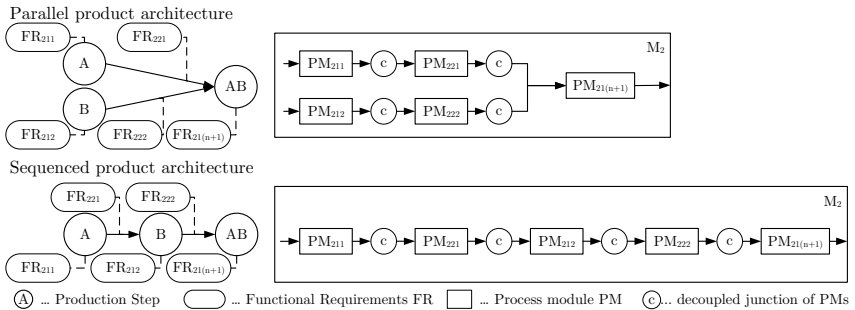 Parallel product architecture
FR211 FR221
A
B
AB
FR212 FR222 FR21(n+1)
M2
PM211 c PM221 c
PM21(n+1)
PM212 c PM222 c
Sequenced product architecture
FR221 FR222
A B AB
FR211 FR212 FR21(n+1)
M2
PM211 c PM221 c PM212 c PM222 c PM21(n+1)
A ... Production Step ... Functional Requirements FR ... Process module PM c... decoupled junction of PMs